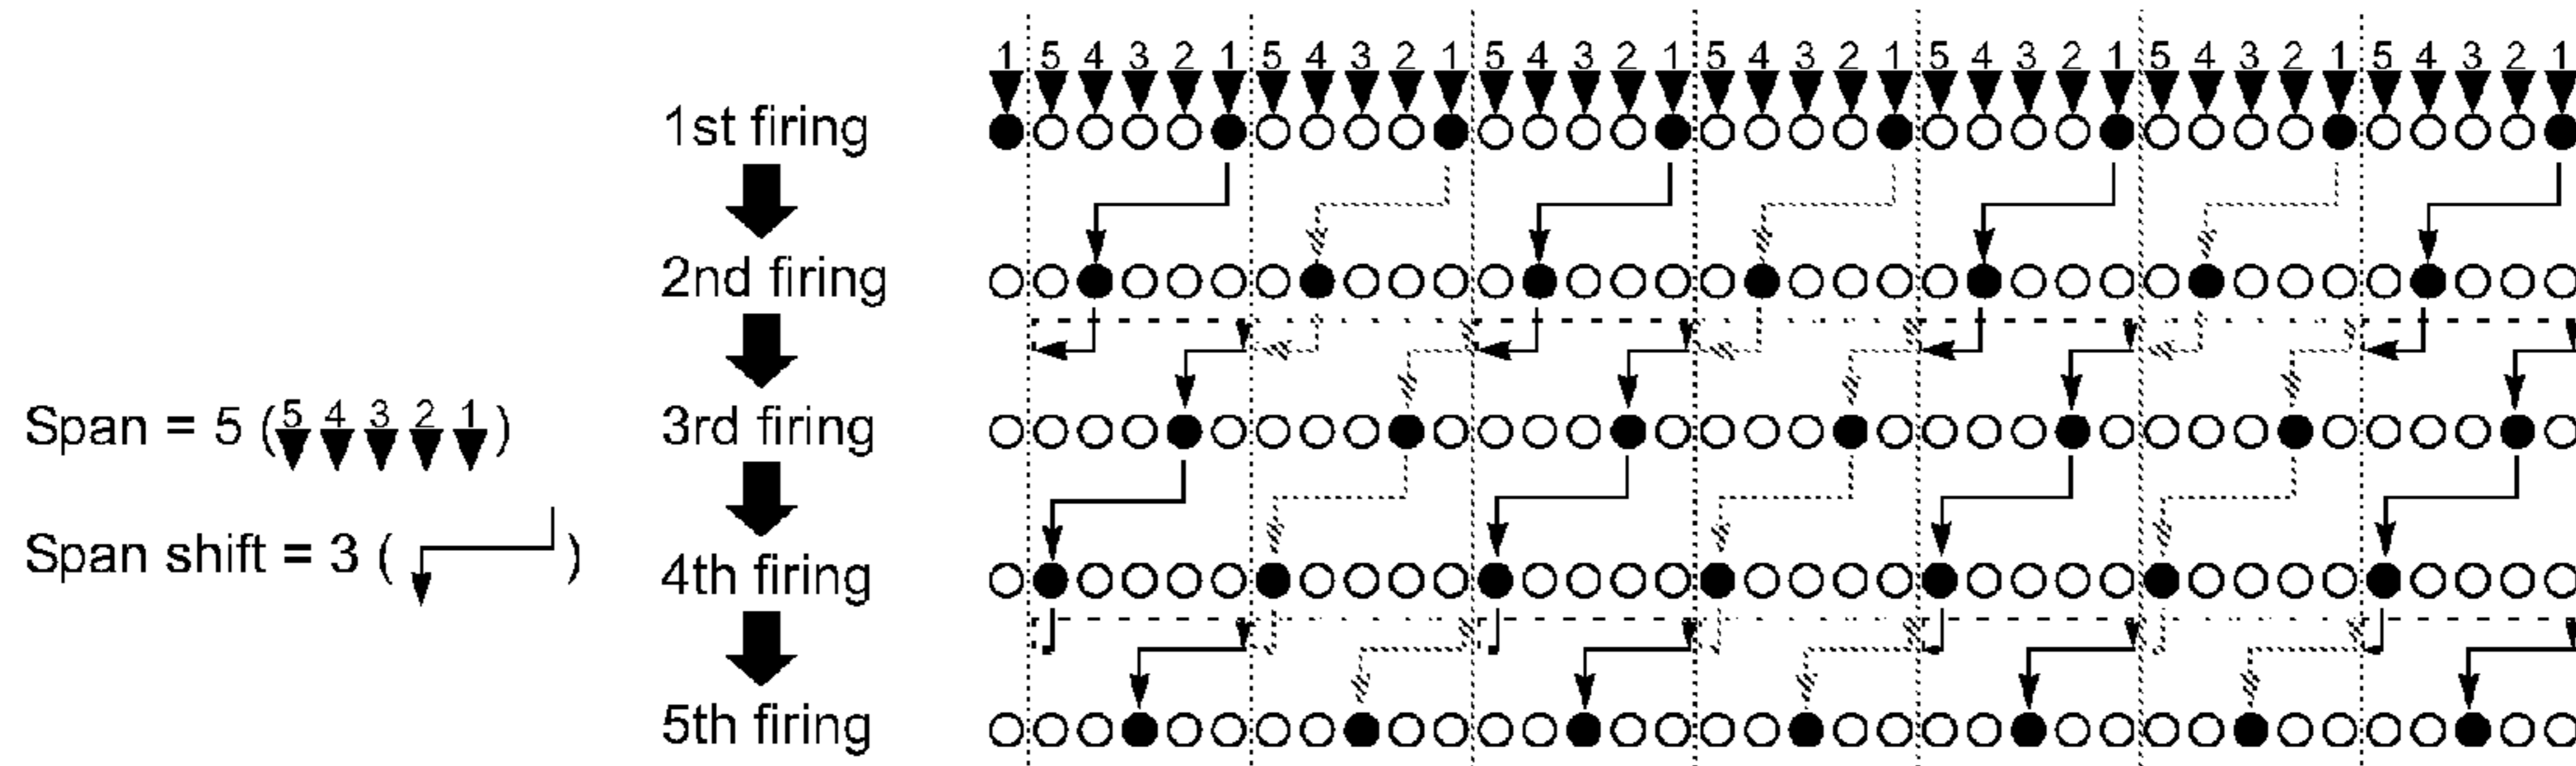 1 5 4 3 2 1 5 4 3 2 1 5 4 3 2 1 5 4 3 2 1 5 4 3 2 1 5 4 3 2 1 5 4 3 2 1
1st firing
2nd firing
3rd firing
4th firing
5th firing
Span = 5 (5 4 3 2 1)
Span shift = 3 ( )